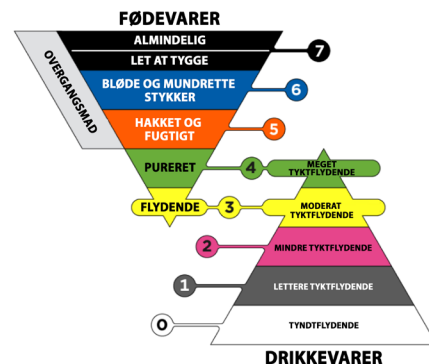 FØDEVARER
ALMINDELIG
LET AT TYGGE
7
OVERGANGSMAD
BLØDE OG MUNDRETTE
STYKKER
6
HAKKET OG
FUGTIGT
5
PURERET
4
MEGET
TYKTFLYDENDE
FLYDENDE
3
MODERAT
TYKTFLYDENDE
2
MINDRE TYKTFLYDENDE
1
LETTERE TYKTFLYDENDE
0
TYNDTFLYDENDE
DRIKKEVARER